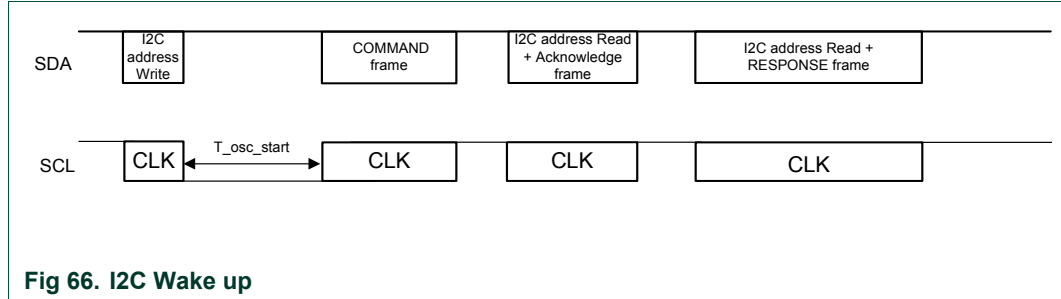 SDA
I2C
address
Write
COMMAND
frame
I2C address Read
+ Acknowledge
frame
I2C address Read +
RESPONSE frame
SCL
CLK
T_osc_start
CLK
CLK
CLK
Fig 66. I2C Wake up